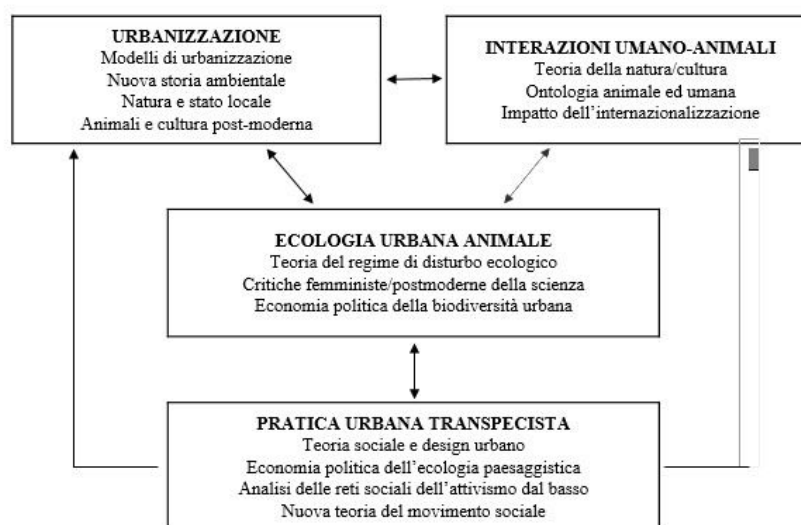 URBANIZZAZIONE
Modelli di urbanizzazione
Nuova storia ambientale
Natura e stato locale
Animali e cultura post-moderna
INTERAZIONI UMANO-ANIMALI
Teoria della natura/cultura
Ontologia animale ed umana
Impatto dell'internazionalizzazione
ECOLOGIA URBANA ANIMALE
Teoria del regime di disturbo ecologico
Critiche femministe/postmoderne della scienza
Economia politica della biodiversità urbana
PRATICA URBANA TRANSPECISTA
Teoria sociale e design urbano
Economia politica dell'ecologia paesaggistica
Analisi delle reti sociali dell'attivismo dal basso
Nuova teoria del movimento sociale